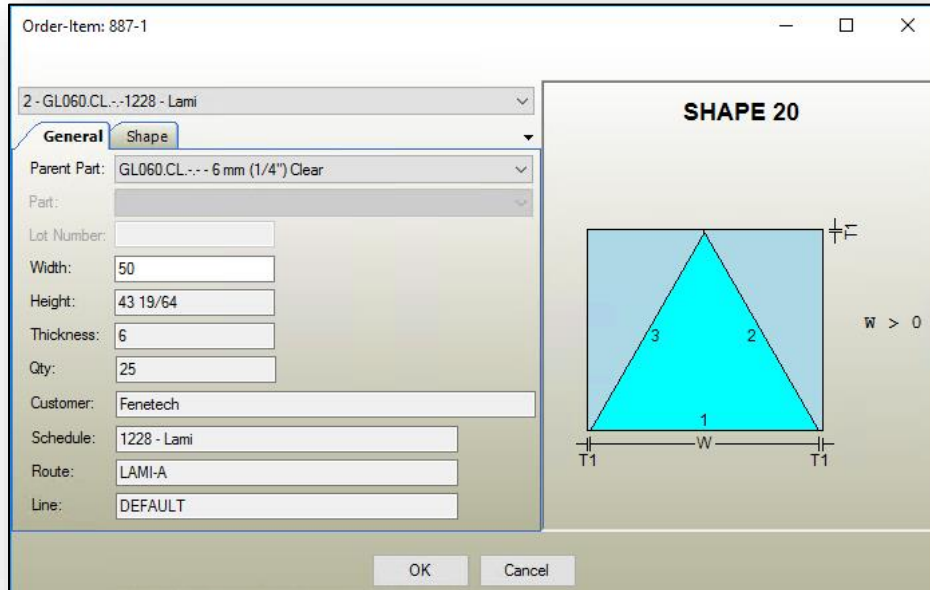 Order-Item: 887-1
2 - GL060.CL.-.-1228 - Lami
General Shape
Parent Part: GL060.CL.-.- - 6 mm (1/4") Clear
Part:
Lot Number:
Width: 50
Height: 43 19/64
Thickness: 6
Qty: 25
Customer: Fenetech
Schedule: 1228 - Lami
Route: LAMI-A
Line: DEFAULT
SHAPE 20
T1
W > 0
3 2
1
W
T1 T1
OK Cancel